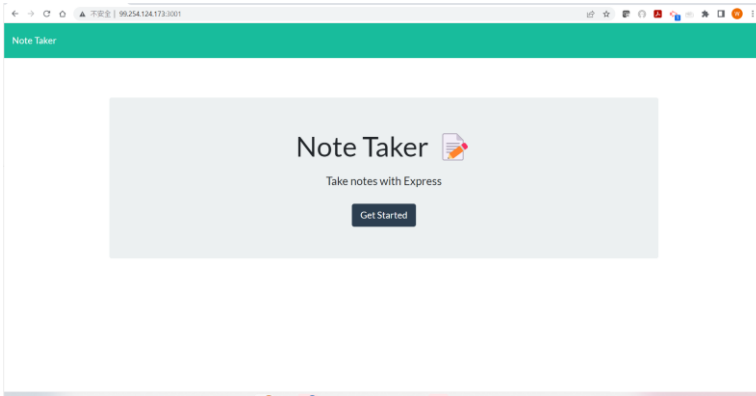 不安全 | 99.254.124.173:3001
Note Taker
Note Taker
Take notes with Express
Get Started